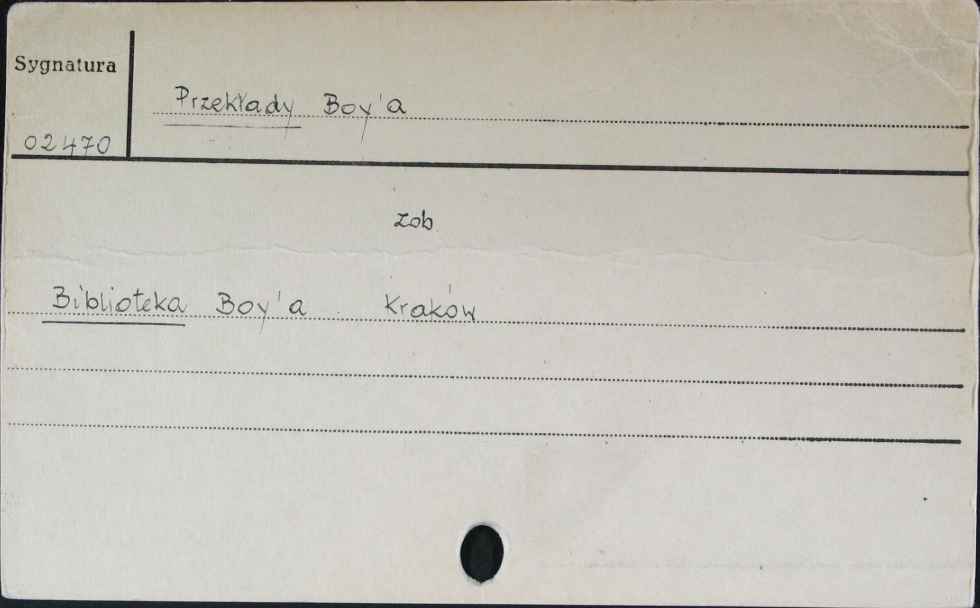 Sygnatura
Przekłady Boy'a
02470
zob.
Biblioteka Boy'a Kraków